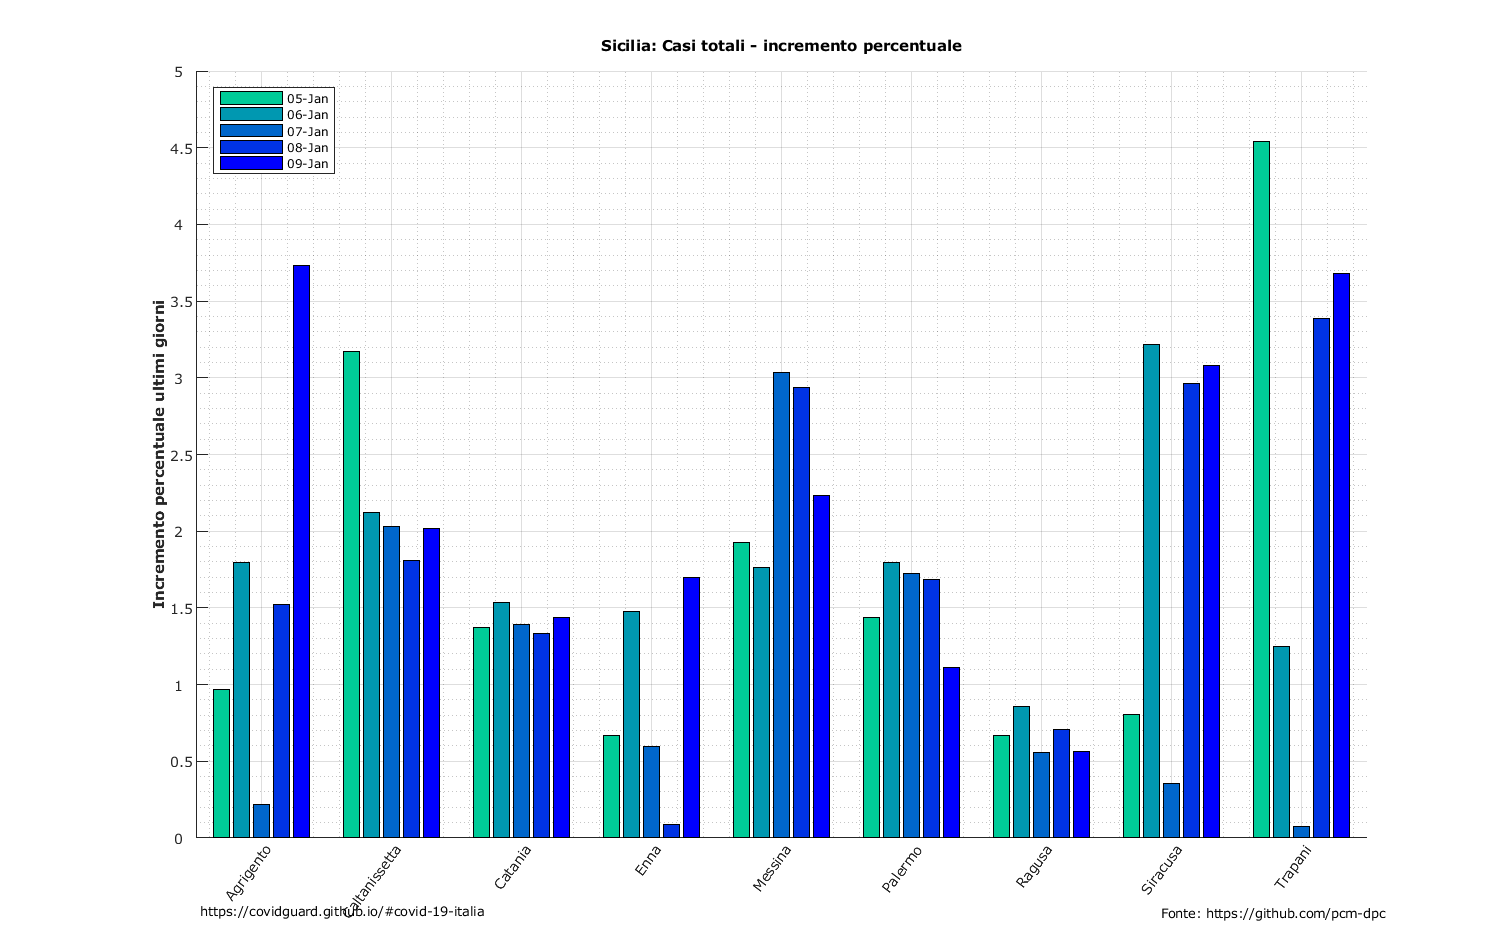 Sicilia: Casi totali - incremento percentuale
5
4.5
4
3.5
3
2.5
2
1.5
1
0.5
0
Incremento percentuale ultimi giorni
05-Jan
06-Jan
07-Jan
08-Jan
09-Jan
Agrigento
Caltanissetta
Catania
Enna
Messina
Palermo
Ragusa
Siracusa
Trapani
https://covidguard.github.io/#covid-19-italia
Fonte: https://github.com/pcm-dpc